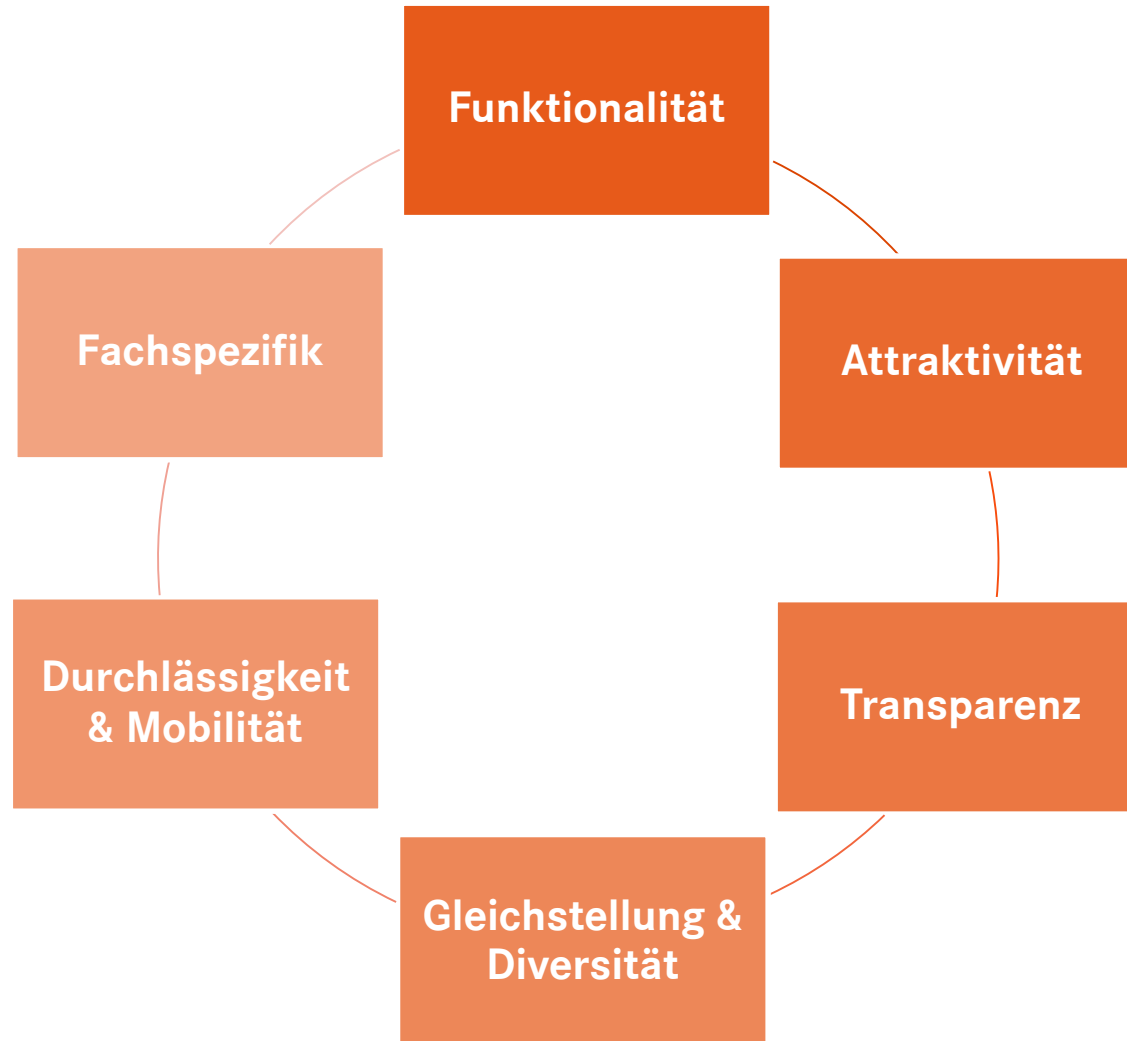 Funktionalität
Attraktivität
Transparenz
Gleichstellung &
Diversität
Durchlässigkeit
& Mobilität
Fachspezifik